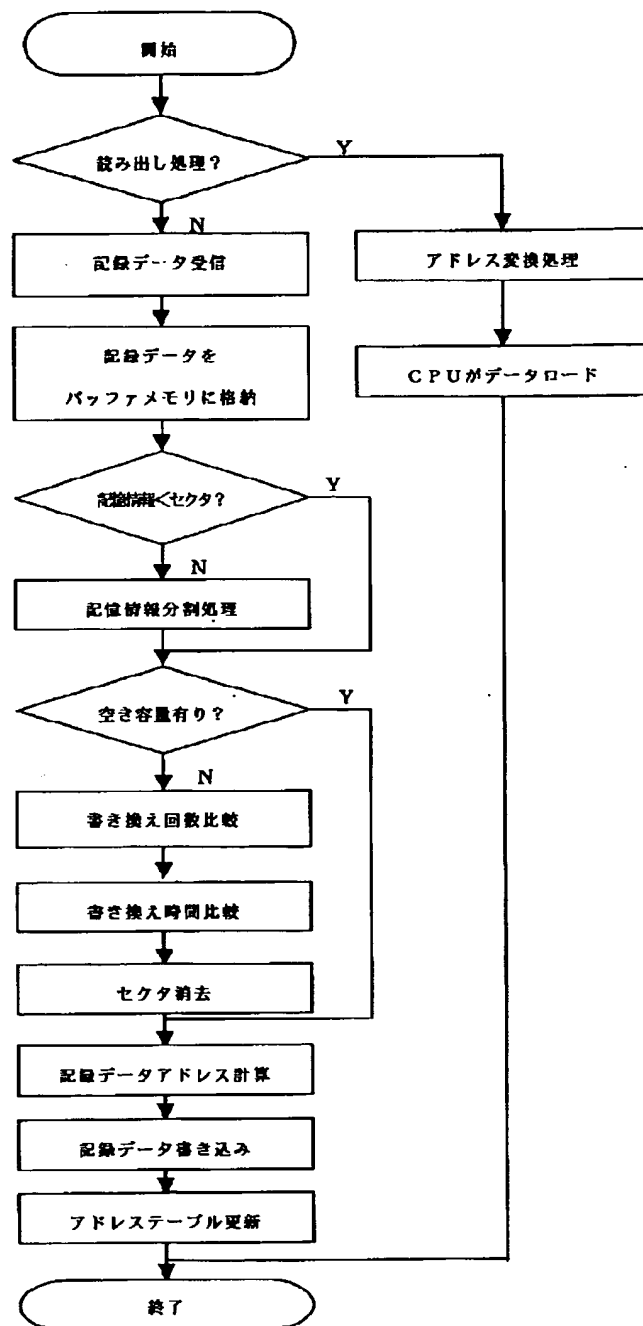 開始
読み出し処理?
Y
N
記録データ受信
アドレス変換処理
記録データを
バッファメモリに格納
CPUがデータロード
記憶情報<セクタ?
Y
N
記憶情報分割処理
空き容量有り?
Y
N
書き換え回数比較
書き換え時間比較
セクタ消去
記録データアドレス計算
記録データ書き込み
アドレステーブル更新
終了